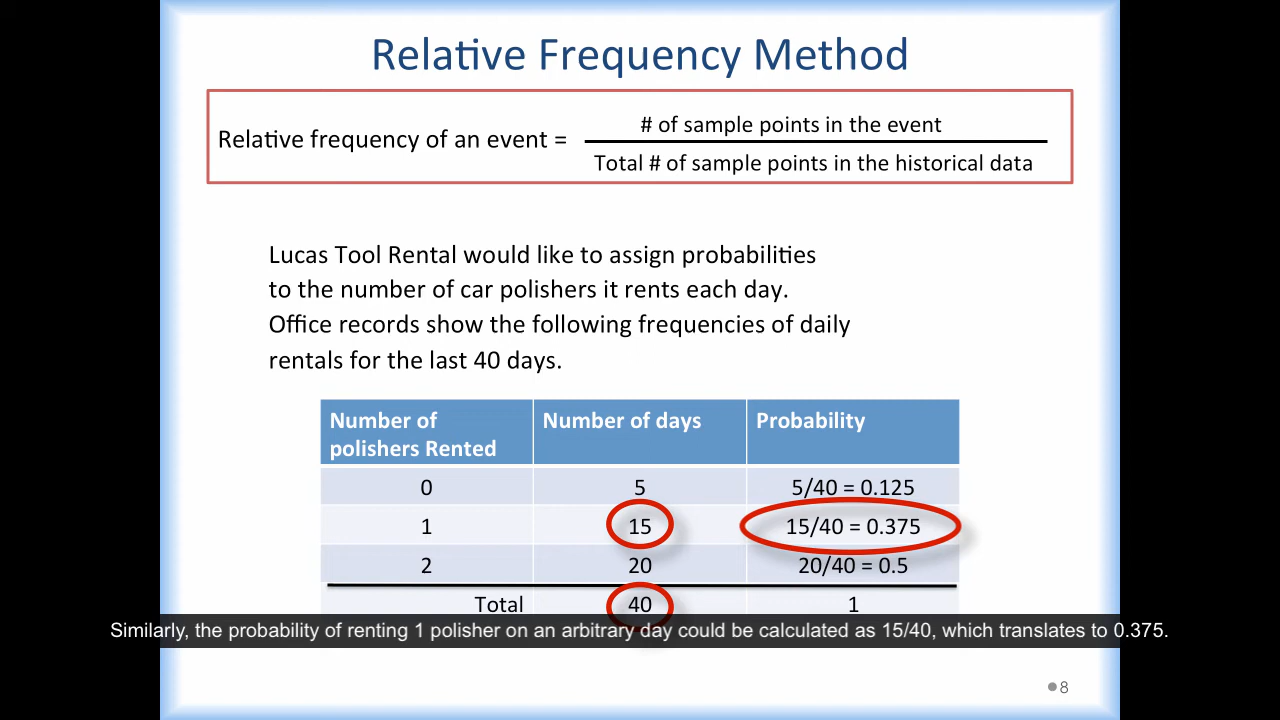 Relative Frequency Method
Relative frequency of an event =
# of sample points in the event
Total # of sample points in the historical data
Lucas Tool Rental would like to assign probabilities
to the number of car polishers it rents each day.
Office records show the following frequencies of daily
rentals for the last 40 days.
Number of polishers Rented Number of days Probability
0 5 5/40 = 0.125
1 15 15/40 = 0.375
2 20 20/40 = 0.5
Total 40 1
Similarly, the probability of renting 1 polisher on an arbitrary day could be calculated as 15/40, which translates to 0.375.
8